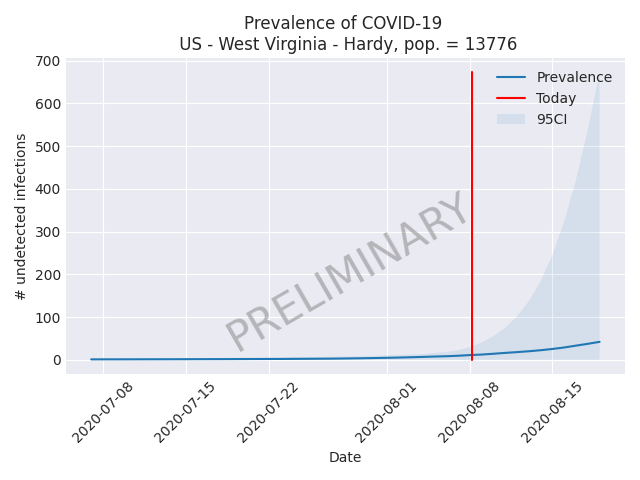 Prevalence of COVID-19
US - West Virginia - Hardy, pop. = 13776
700
600
500
400
300
200
100
0
# undetected infections
Prevalence
Today
95CI
PRELIMINARY
2020-07-08
2020-07-15
2020-07-22
2020-08-01
2020-08-08
2020-08-15
Date